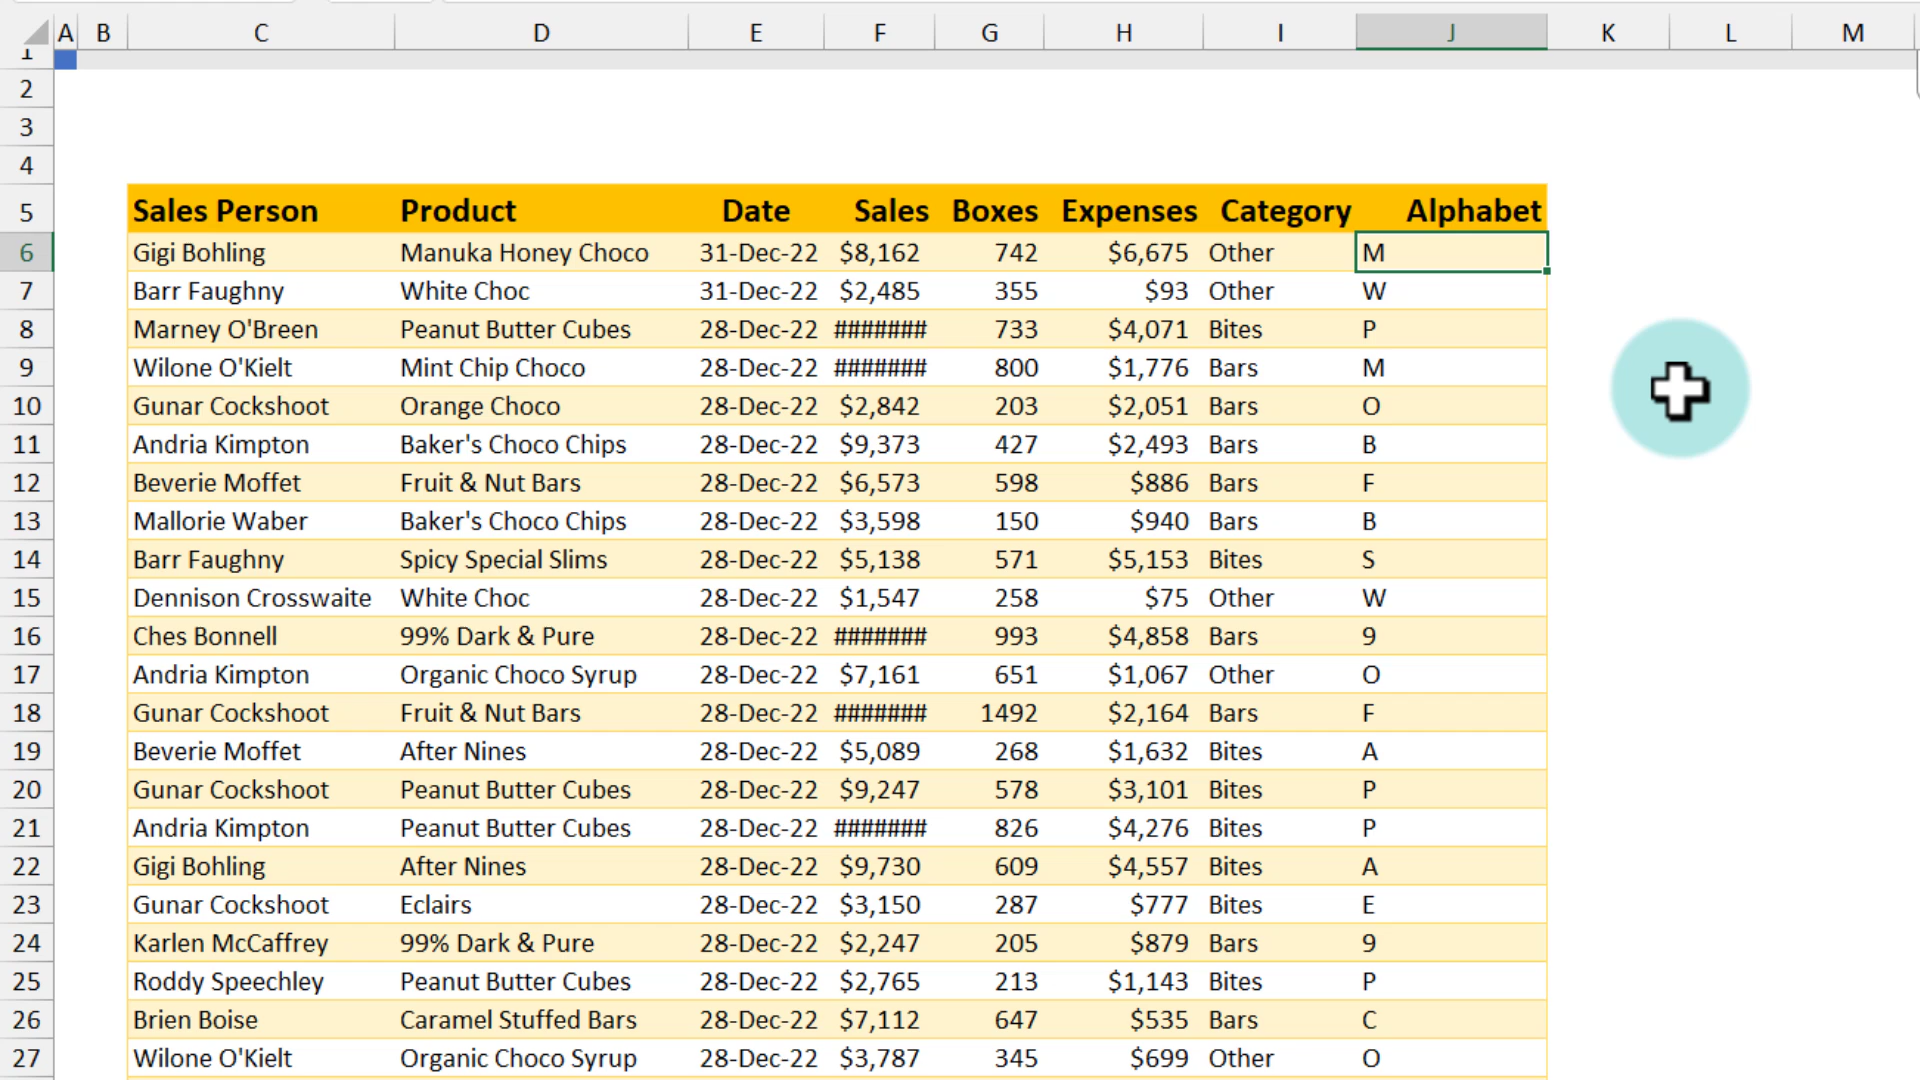 A B C D E F G H I J K L M
1
2
3
4
5 Sales Person Product Date Sales Boxes Expenses Category Alphabet
6 Gigi Bohling Manuka Honey Choco 31-Dec-22 $8,162 742 $6,675 Other M
7 Barr Faughny White Choc 31-Dec-22 $2,485 355 $93 Other W
8 Marney O'Breen Peanut Butter Cubes 28-Dec-22 ####### 733 $4,071 Bites P
9 Wilone O'Kielt Mint Chip Choco 28-Dec-22 ####### 800 $1,776 Bars M
10 Gunar Cockshoot Orange Choco 28-Dec-22 $2,842 203 $2,051 Bars O
11 Andria Kimpton Baker's Choco Chips 28-Dec-22 $9,373 427 $2,493 Bars B
12 Beverie Moffet Fruit & Nut Bars 28-Dec-22 $6,573 598 $886 Bars F
13 Mallorie Waber Baker's Choco Chips 28-Dec-22 $3,598 150 $940 Bars B
14 Barr Faughny Spicy Special Slims 28-Dec-22 $5,138 571 $5,153 Bites S
15 Dennison Crosswaite White Choc 28-Dec-22 $1,547 258 $75 Other W
16 Ches Bonnell 99% Dark & Pure 28-Dec-22 ####### 993 $4,858 Bars 9
17 Andria Kimpton Organic Choco Syrup 28-Dec-22 $7,161 651 $1,067 Other O
18 Gunar Cockshoot Fruit & Nut Bars 28-Dec-22 ####### 1492 $2,164 Bars F
19 Beverie Moffet After Nines 28-Dec-22 $5,089 268 $1,632 Bites A
20 Gunar Cockshoot Peanut Butter Cubes 28-Dec-22 $9,247 578 $3,101 Bites P
21 Andria Kimpton Peanut Butter Cubes 28-Dec-22 ####### 826 $4,276 Bites P
22 Gigi Bohling After Nines 28-Dec-22 $9,730 609 $4,557 Bites A
23 Gunar Cockshoot Eclairs 28-Dec-22 $3,150 287 $777 Bites E
24 Karlen McCaffrey 99% Dark & Pure 28-Dec-22 $2,247 205 $879 Bars 9
25 Roddy Speechley Peanut Butter Cubes 28-Dec-22 $2,765 213 $1,143 Bites P
26 Brien Boise Caramel Stuffed Bars 28-Dec-22 $7,112 647 $535 Bars C
27 Wilone O'Kielt Organic Choco Syrup 28-Dec-22 $3,787 345 $699 Other O